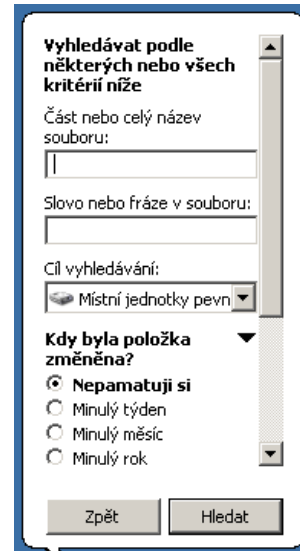 Vyhledávat podle
některých nebo všech
kritérií níže
Část nebo celý název
souboru:
Slovo nebo fráze v souboru:
Cíl vyhledávání:
Místní jednotky pevn
Kdy byla položka
změněna?
Nepamatuji si
Minulý týden
Minulý měsíc
Minulý rok
Zpět
Hledat